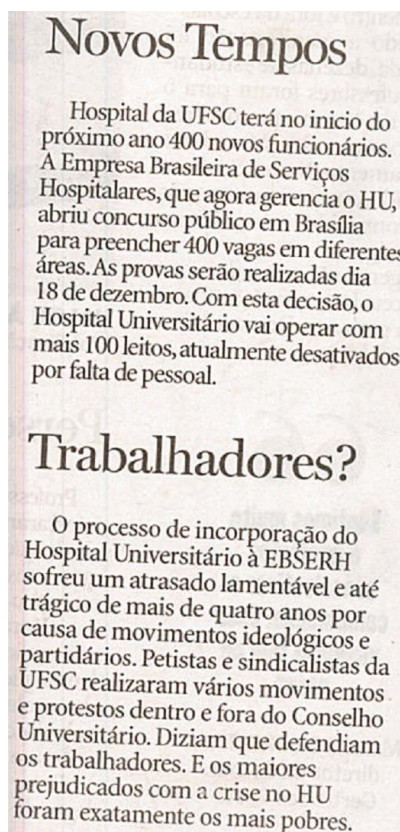 Novos Tempos
Hospital da UFSC terá no inicio do
próximo ano 400 novos funcionários.
A Empresa Brasileira de Serviços
Hospitalares, que agora gerencia o HU,
abriu concurso público em Brasília
para preencher 400 vagas em diferentes
áreas. As provas serão realizadas dia
18 de dezembro. Com esta decisão, o
Hospital Universitário vai operar com
mais 100 leitos, atualmente desativados
por falta de pessoal.
Trabalhadores?
O processo de incorporação do
Hospital Universitário à EBSERH
sofreu um atrasado lamentável e até
trágico de mais de quatro anos por
causa de movimentos ideológicos e
partidários. Petistas e sindicalistas da
UFSC realizaram vários movimentos
e protestos dentro e fora do Conselho
Universitário. Diziam que defendiam
os trabalhadores. E os maiores
prejudicados com a crise no HU
foram exatamente os mais pobres.